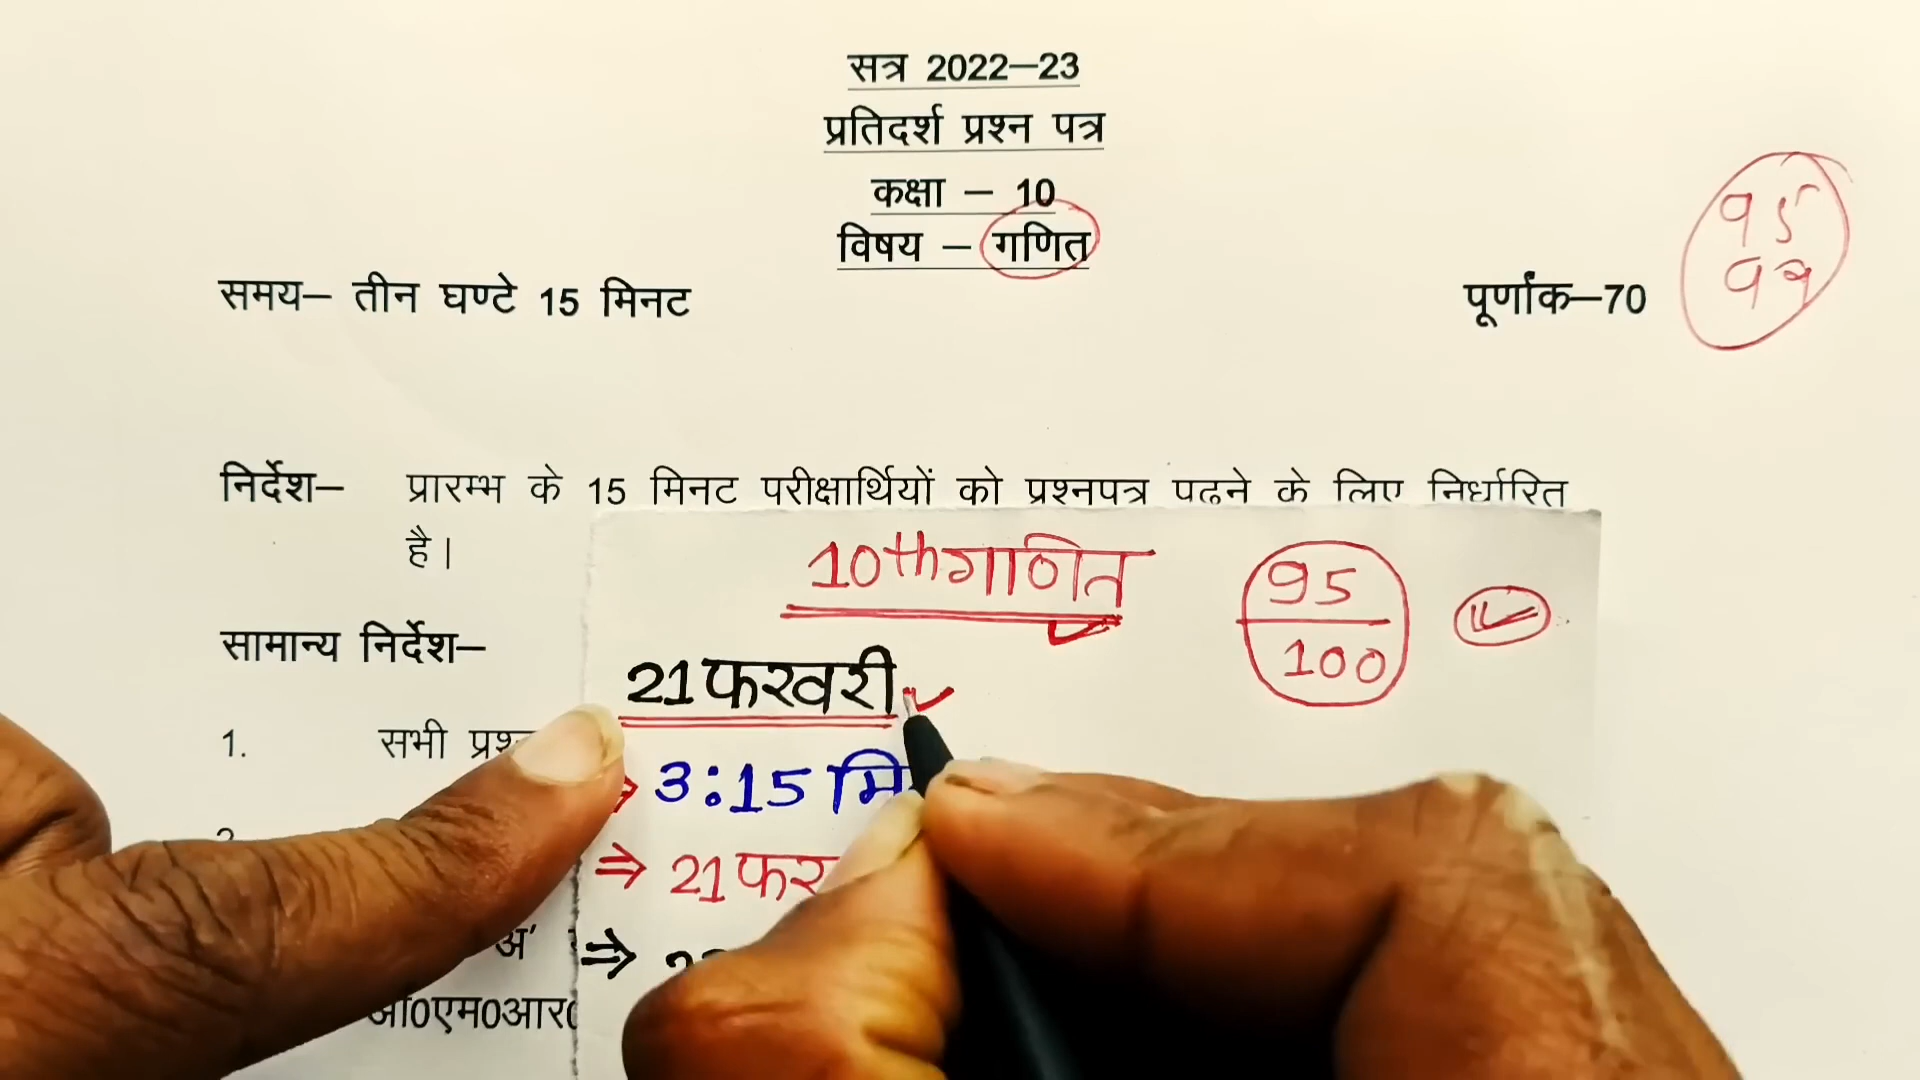 सत्र 2022–23
प्रतिदर्श प्रश्न पत्र
कक्षा – 10
विषय – गणित
समय– तीन घण्टे 15 मिनट
पूर्णांक–70
95
निर्देश– प्रारम्भ के 15 मिनट परीक्षार्थियों को प्रश्नपत्र पढने के लिए निर्धारित
है।
10th गणित
95
100
सामान्य निर्देश–
21 फरवरी
1. सभी
3:15
21
अ'